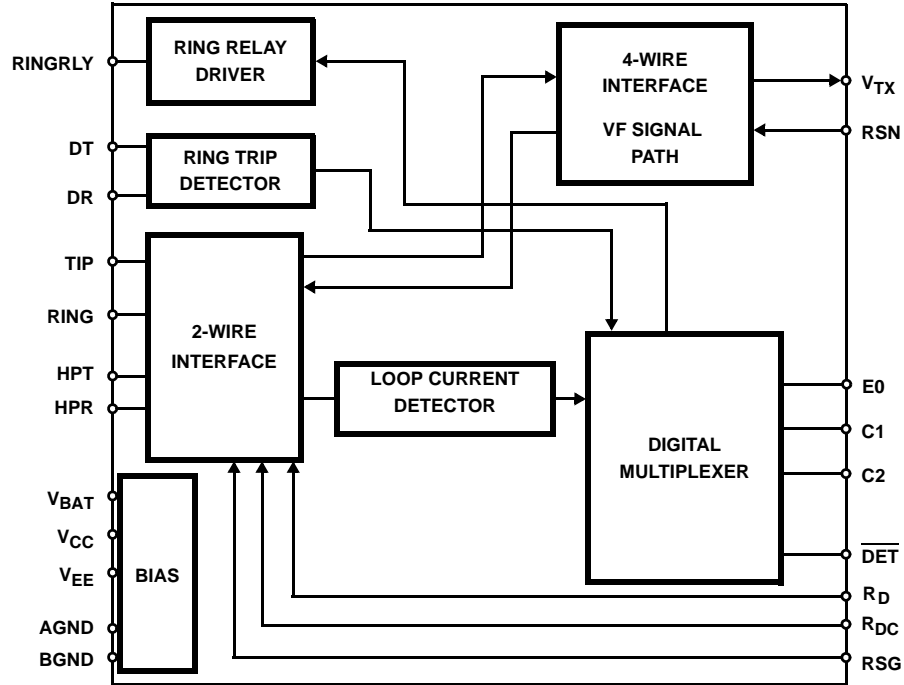 RINGRLY
RING RELAY
DRIVER
4-WIRE
INTERFACE
VF SIGNAL
PATH
VTX
RSN
DT
DR
RING TRIP
DETECTOR
TIP
RING
HPT
HPR
2-WIRE
INTERFACE
LOOP CURRENT
DETECTOR
DIGITAL
MULTIPLEXER
E0
C1
C2
DET
RD
RDC
RSG
VBAT
VCC
VEE
AGND
BGND
BIAS